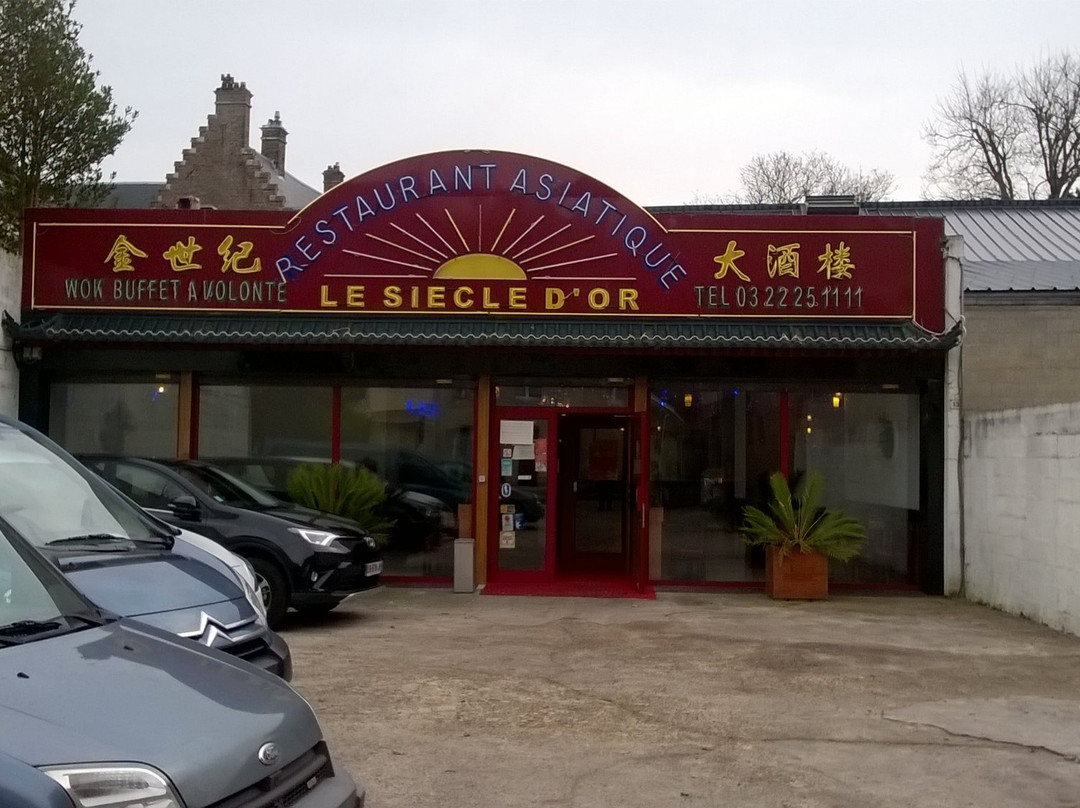 RESTAURANT ASIATIQUE
金世纪
WOK BUFFET A VOLONTE
LE SIECLE D'OR
大酒楼
TEL 03 22 25 11 11